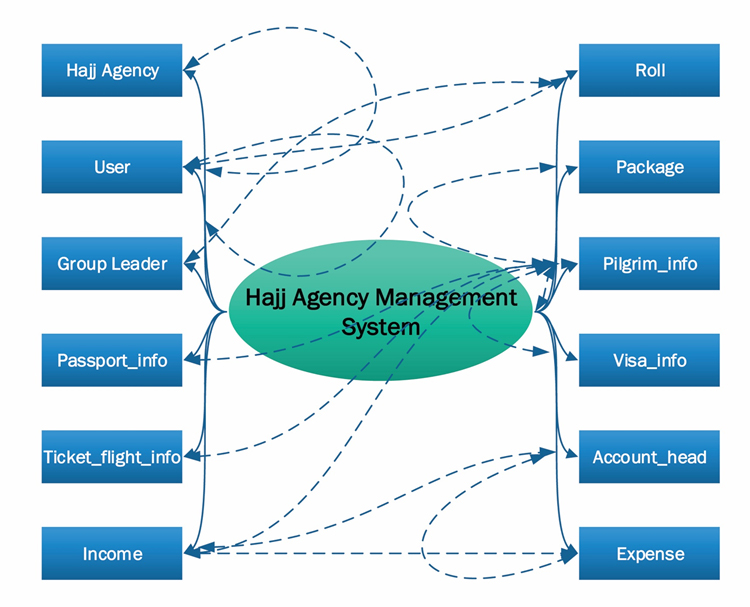 Hajj Agency
Roll
User
Package
Group Leader
Pilgrim_info
Hajj Agency Management
System
Passport_info
Visa_info
Ticket_flight_info
Account_head
Income
Expense